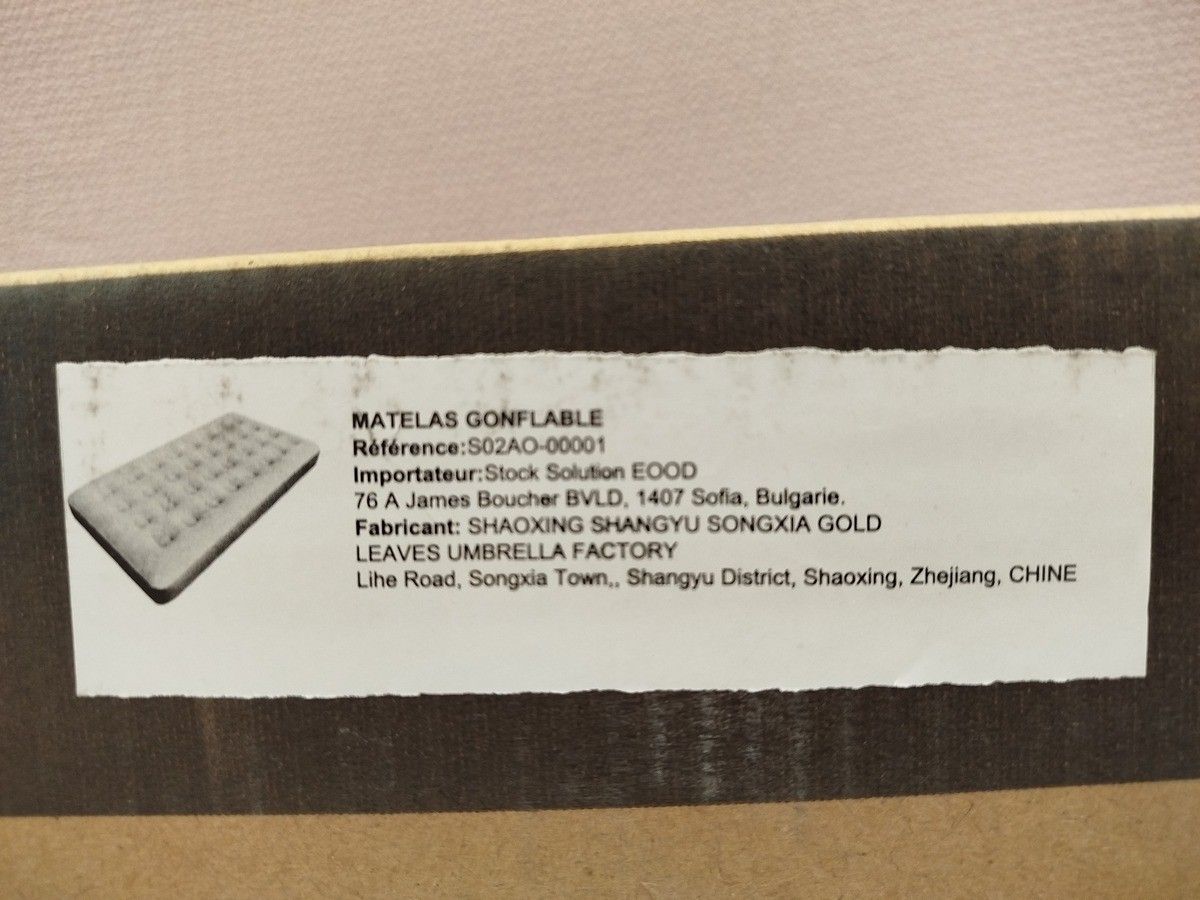 MATELAS GONFLABLE
Référence:S02AO-00001
Importateur:Stock Solution EOOD
76 A James Boucher BVLD, 1407 Sofia, Bulgarie.
Fabricant: SHAOXING SHANGYU SONGXIA GOLD
LEAVES UMBRELLA FACTORY
Lihe Road, Songxia Town,, Shangyu District, Shaoxing, Zhejiang, CHINE